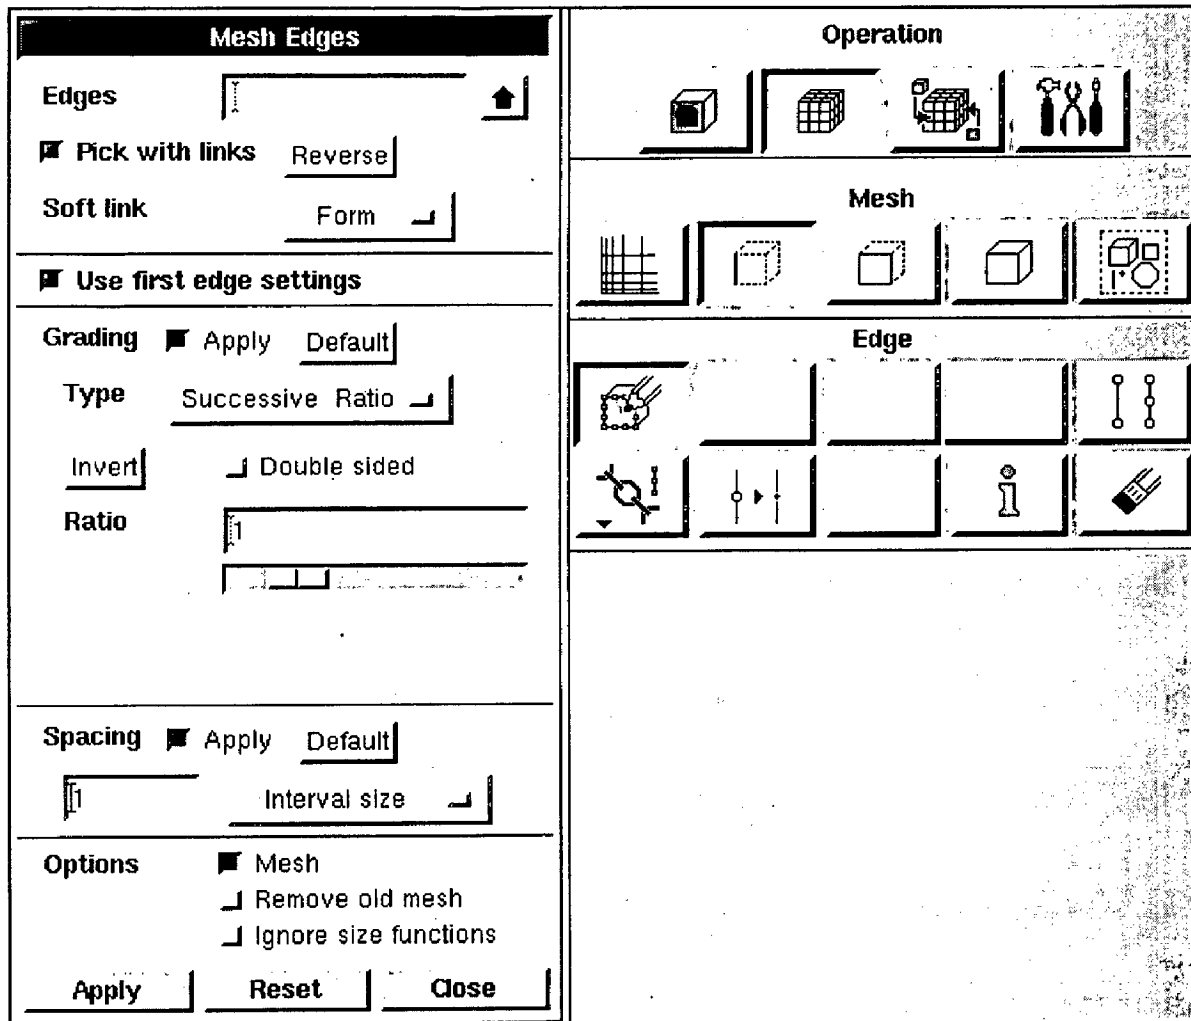 Mesh Edges
Edges
Pick with links Reverse
Soft link Form
Use first edge settings
Grading Apply Default
Type Successive Ratio
Invert Double sided
Ratio 1
Spacing Apply Default
1 Interval size
Options Mesh
Remove old mesh
Ignore size functions
Apply Reset Close
Operation
Mesh
Edge